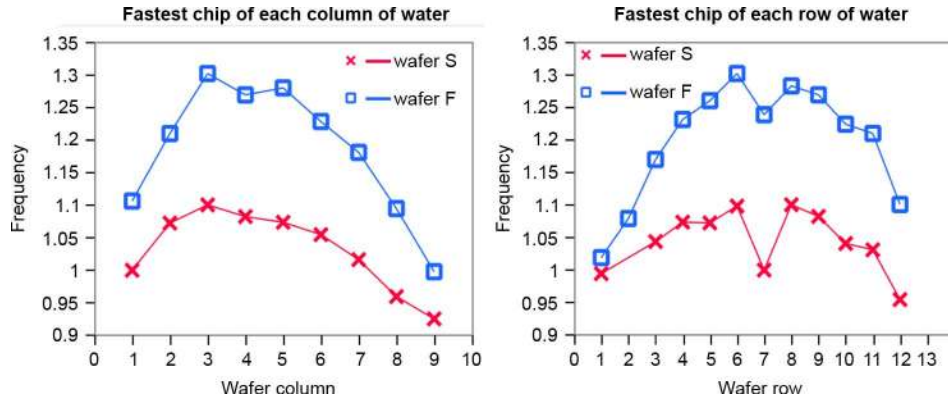 Fastest chip of each column of water
1.35
1.3
1.25
1.2
1.15
1.1
1.05
1
0.95
0.9
Frequency
wafer S
wafer F
0 1 2 3 4 5 6 7 8 9 10
Wafer column
Fastest chip of each row of water
1.35
1.3
1.25
1.2
1.15
1.1
1.05
1
0.95
0.9
Frequency
wafer S
wafer F
0 1 2 3 4 5 6 7 8 9 10 11 12 13
Wafer row